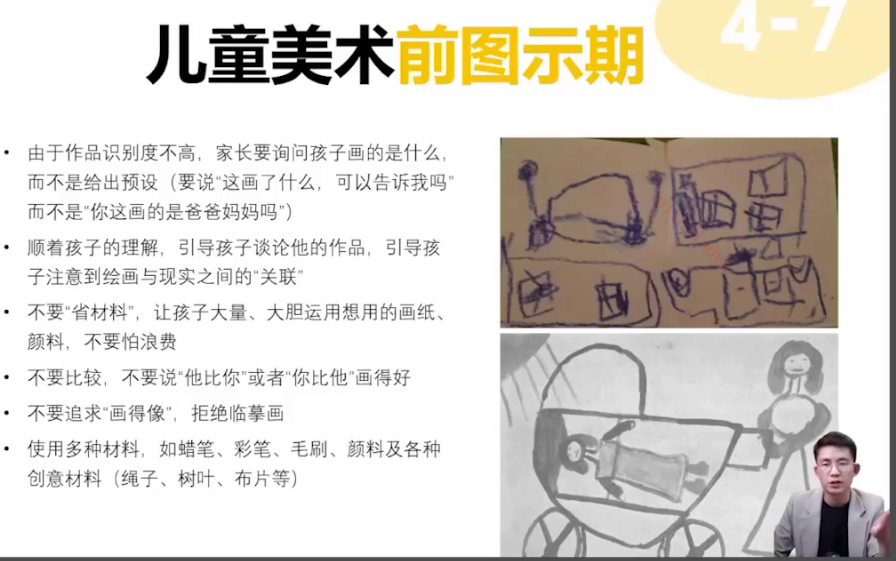 4-7
儿童美术前图示期
• 由于作品识别度不高，家长要询问孩子画的是什么，
而不是给出预设（要说“这画了什么，可以告诉我吗”
而不是“你这画的是爸爸妈妈吗”）
• 顺着孩子的理解，引导孩子谈论他的作品，引导孩
子注意到绘画与现实之间的“关联”
• 不要“省材料”，让孩子大量、大胆运用想用的画纸、
颜料，不要怕浪费
• 不要比较，不要说“他比你”或者“你比他”画得好
• 不要追求“画得像”，拒绝临摹画
• 使用多种材料，如蜡笔、彩笔、毛刷、颜料及各种
创意材料（绳子、树叶、布片等）